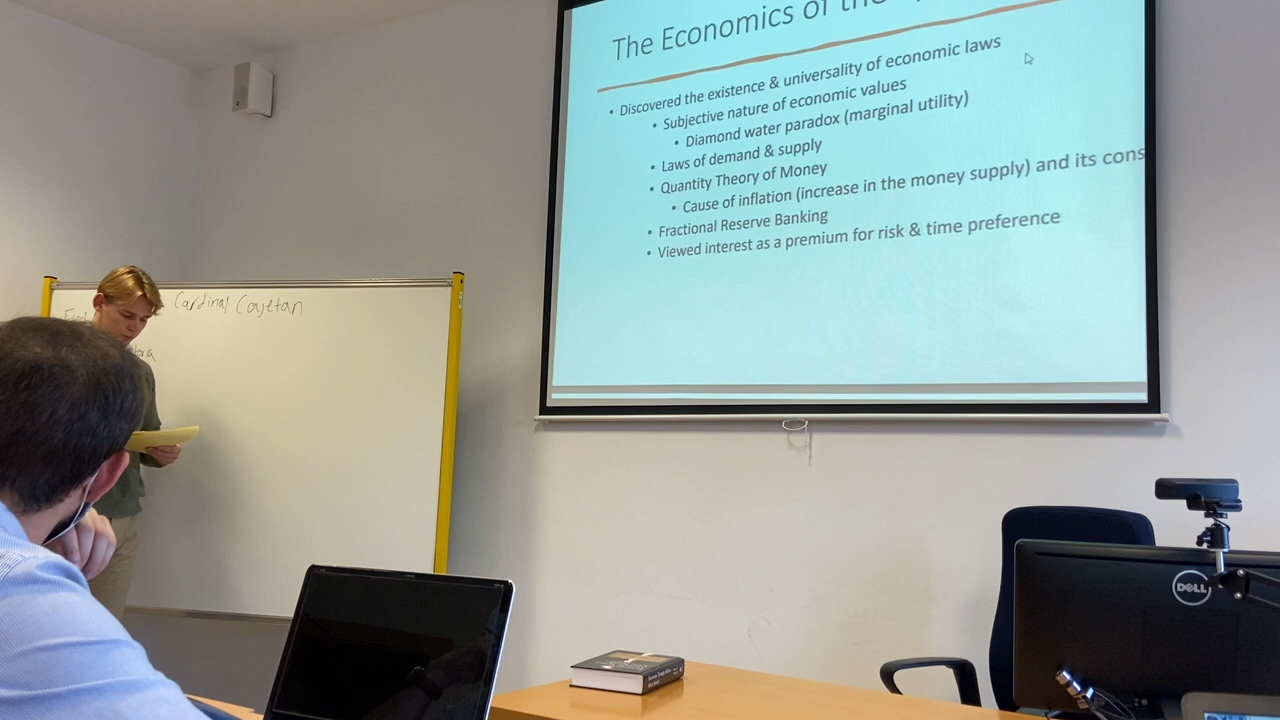 The Economics of the
Discovered the existence & universality of economic laws
Subjective nature of economic values
Diamond water paradox (marginal utility)
Laws of demand & supply
Quantity Theory of Money
Cause of inflation (increase in the money supply) and its cons
Fractional Reserve Banking
Viewed interest as a premium for risk & time preference
Cardinal Cajetan
DELL